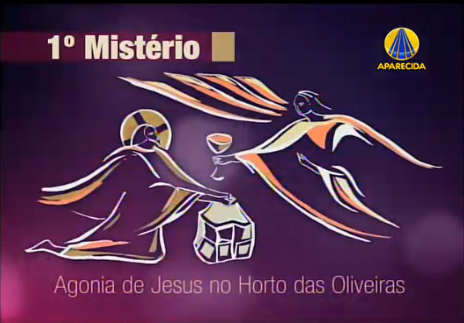 1º Mistério
APARECIDA
Agonia de Jesus no Horto das Oliveiras